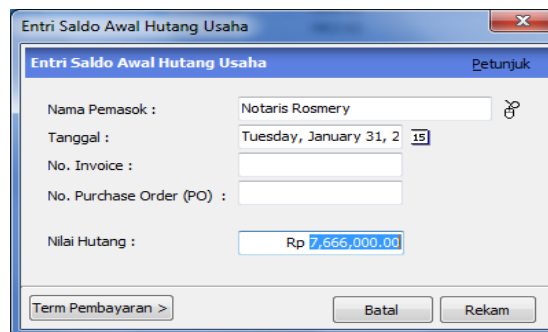 Entri Saldo Awal Hutang Usaha
Entri Saldo Awal Hutang Usaha Petunjuk
Nama Pemasok : Notaris Rosmery
Tanggal : Tuesday, January 31, 2 15
No. Invoice :
No. Purchase Order (PO) :
Nilai Hutang : Rp 7,666,000.00
Term Pembayaran > Batal Rekam